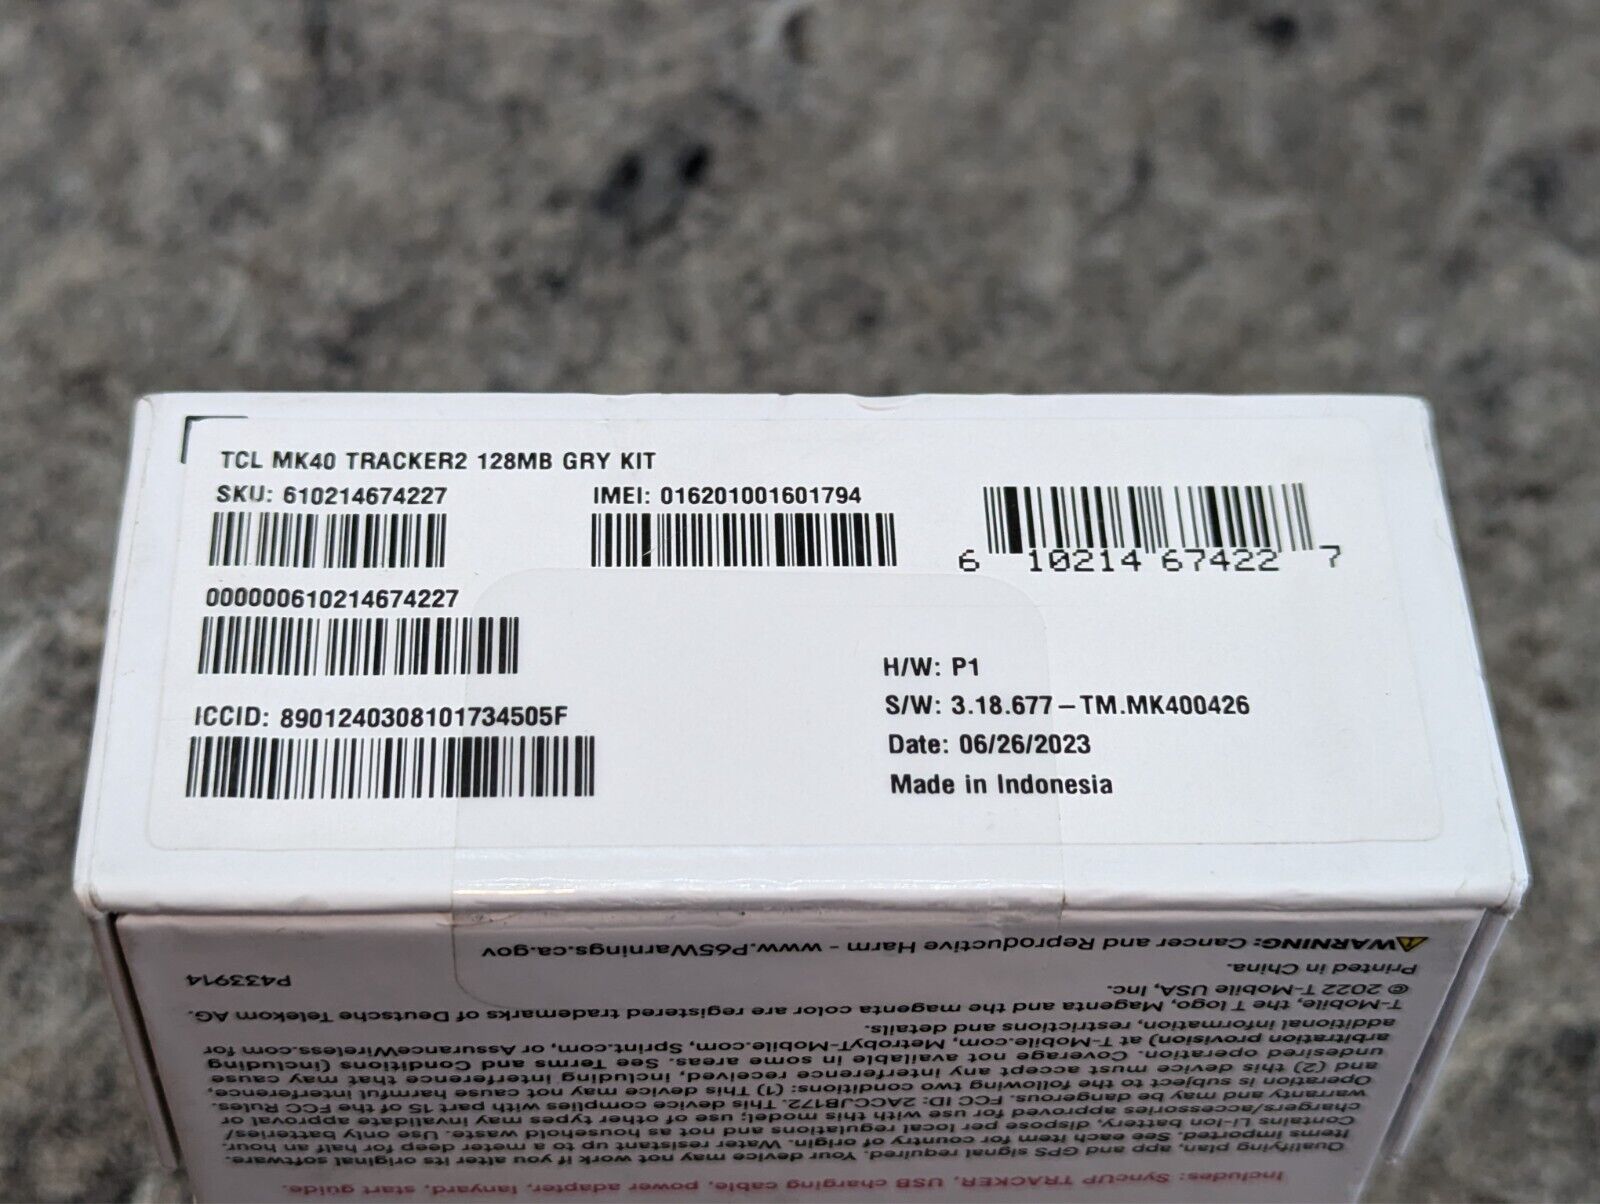 TCL MK40 TRACKER2 128MB GRY KIT
SKU: 610214674227
IMEI: 016201001601794
6 10214 67422 7
000000610214674227
ICCID: 8901240308101734505F
H/W: P1
S/W: 3.18.677-TM.MK400426
Date: 06/26/2023
Made in Indonesia
Includes: SyncUP TRACKER, USB charging cable, power adapter, lanyard, start guide.
Qualifying plan, app and GPS signal required. Your device may not work if you alter its original software.
Items imported. See each item for country of origin. Water resistant up to a meter deep for half an hour.
Contains Li-Ion battery, dispose per local regulations and not as household waste. Use only batteries/
chargers/accessories approved for use with this model; use of other types may invalidate approval or
warranty and may be dangerous. FCC ID: 2ACCJB172. This device complies with part 15 of the FCC Rules.
Operation is subject to the following two conditions: (1) This device may not cause harmful interference,
and (2) this device must accept any interference received, including interference that may cause
undesired operation. Coverage not available in some areas. See Terms and Conditions (including
arbitration provision) at T-Mobile.com, MetrobyT-Mobile.com, Sprint.com, or AssuranceWireless.com for
additional information, restrictions and details.
T-Mobile, the T logo, Magenta and the magenta color are registered trademarks of Deutsche Telekom AG.
© 2022 T-Mobile USA, Inc.
Printed in China.
P433914
WARNING: Cancer and Reproductive Harm - www.P65Warnings.ca.gov